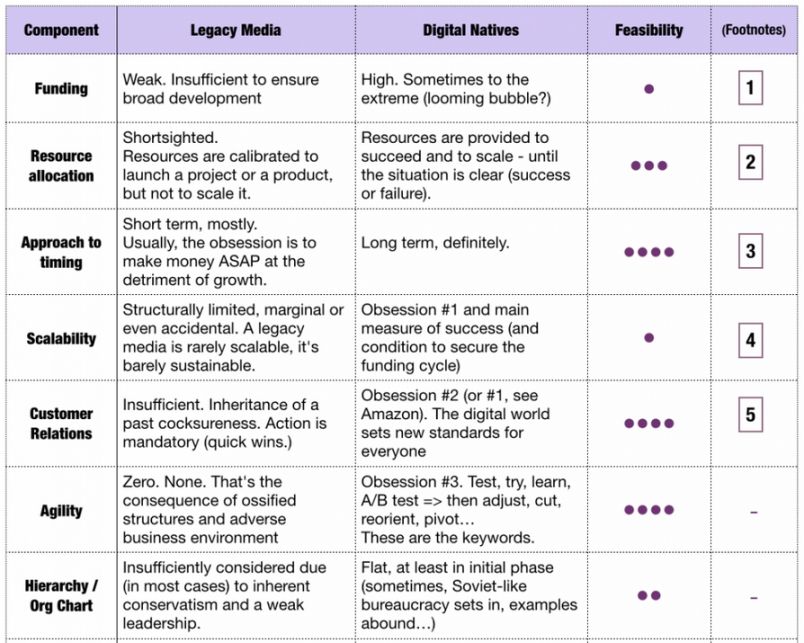 Component Legacy Media Digital Natives Feasibility (Footnotes)
Funding
Weak. Insufficient to ensure
broad development
High. Sometimes to the
extreme (looming bubble?)
1
Resource
allocation
Shortsighted.
Resources are calibrated to
launch a project or a product,
but not to scale it.
Resources are provided to
succeed and to scale - until
the situation is clear (success
or failure).
2
Approach to
timing
Short term, mostly.
Usually, the obsession is to
make money ASAP at the
detriment of growth.
Long term, definitely.
3
Scalability
Structurally limited, marginal or
even accidental. A legacy
media is rarely scalable, it's
barely sustainable.
Obsession #1 and main
measure of success (and
condition to secure the
funding cycle)
4
Customer
Relations
Insufficient. Inheritance of a
past cocksureness. Action is
mandatory (quick wins.)
Obsession #2 (or #1, see
Amazon). The digital world
sets new standards for
everyone
5
Agility
Zero. None. That's the
consequence of ossified
structures and adverse
business environment
Obsession #3. Test, try, learn,
A/B test => then adjust, cut,
reorient, pivot…
These are the keywords.
–
Hierarchy /
Org Chart
Insufficiently considered due
(in most cases) to inherent
conservatism and a weak
leadership.
Flat, at least in initial phase
(sometimes, Soviet-like
bureaucracy sets in, examples
abound…)
–